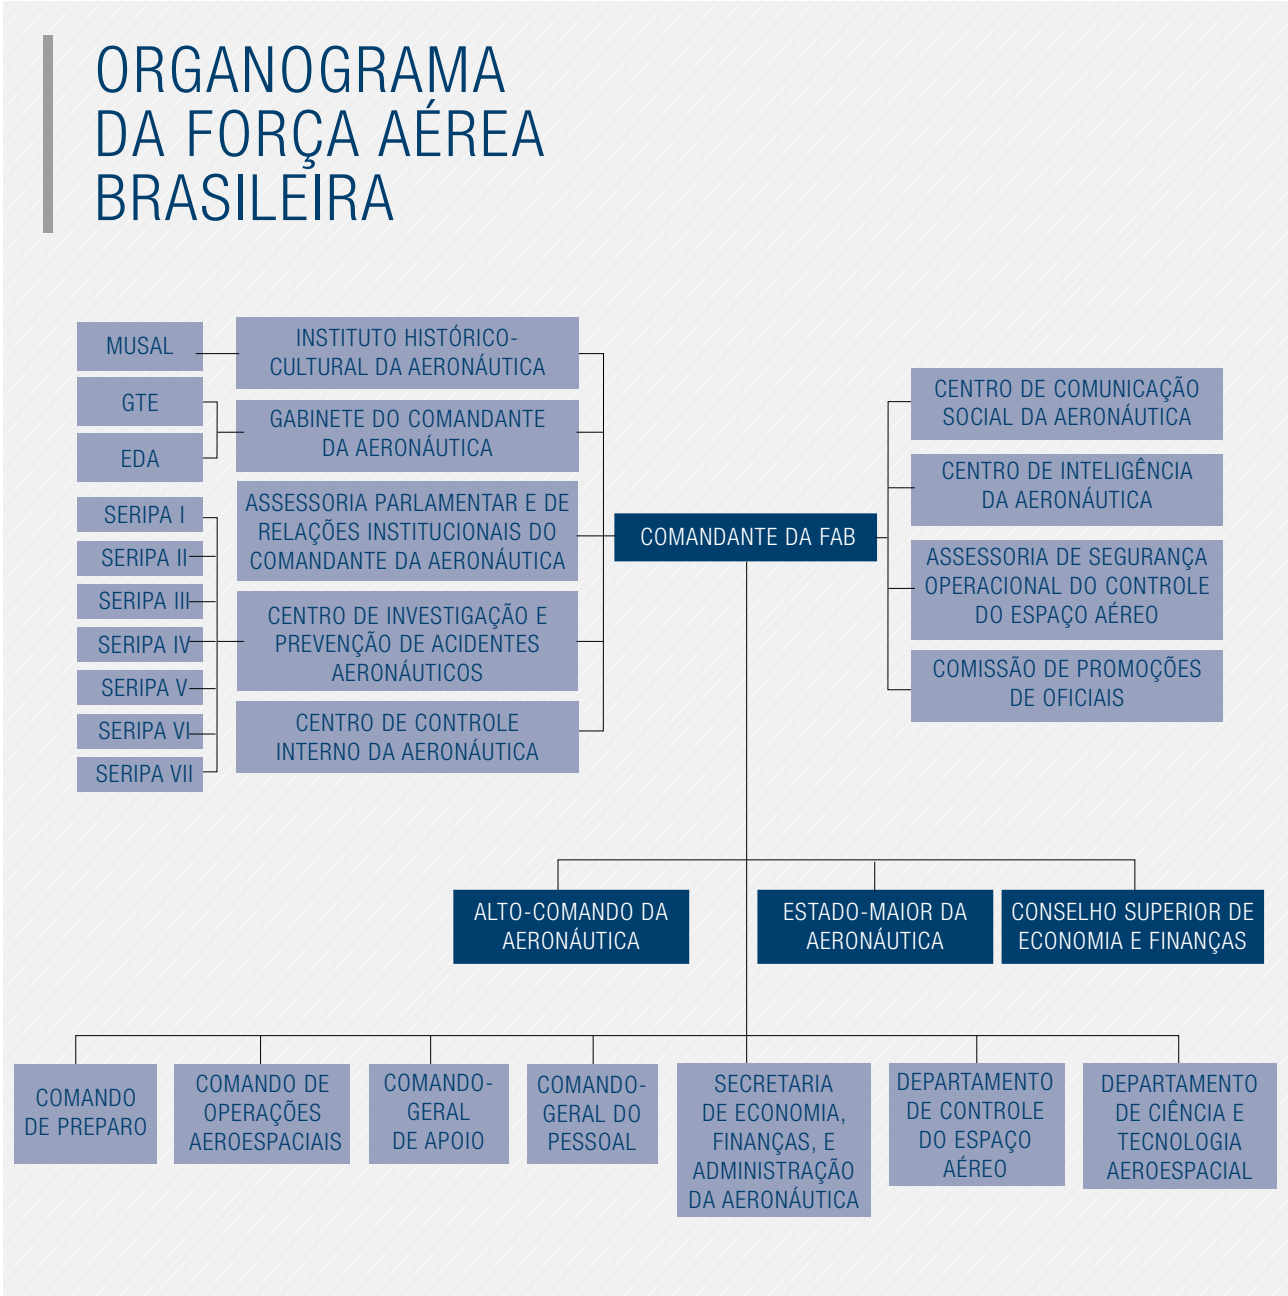 ORGANOGRAMA
DA FORÇA AÉREA
BRASILEIRA
MUSAL
GTE
EDA
SERIPA I
SERIPA II
SERIPA III
SERIPA IV
SERIPA V
SERIPA VI
SERIPA VII
INSTITUTO HISTÓRICO-
CULTURAL DA AERONÁUTICA
GABINETE DO COMANDANTE
DA AERONÁUTICA
ASSESSORIA PARLAMENTAR E DE
RELAÇÕES INSTITUCIONAIS DO
COMANDANTE DA AERONÁUTICA
CENTRO DE INVESTIGAÇÃO E
PREVENÇÃO DE ACIDENTES
AERONÁUTICOS
CENTRO DE CONTROLE
INTERNO DA AERONÁUTICA
COMANDANTE DA FAB
CENTRO DE COMUNICAÇÃO
SOCIAL DA AERONÁUTICA
CENTRO DE INTELIGÊNCIA
DA AERONÁUTICA
ASSESSORIA DE SEGURANÇA
OPERACIONAL DO CONTROLE
DO ESPAÇO AÉREO
COMISSÃO DE PROMOÇÕES
DE OFICIAIS
ALTO-COMANDO DA
AERONÁUTICA
ESTADO-MAIOR DA
AERONÁUTICA
CONSELHO SUPERIOR DE
ECONOMIA E FINANÇAS
COMANDO
DE PREPARO
COMANDO DE
OPERAÇÕES
AEROESPACIAIS
COMANDO-
GERAL
DE APOIO
COMANDO-
GERAL DO
PESSOAL
SECRETARIA
DE ECONOMIA,
FINANÇAS, E
ADMINISTRAÇÃO
DA AERONÁUTICA
DEPARTAMENTO
DE CONTROLE
DO ESPAÇO
AÉREO
DEPARTAMENTO
DE CIÊNCIA E
TECNOLOGIA
AEROESPACIAL